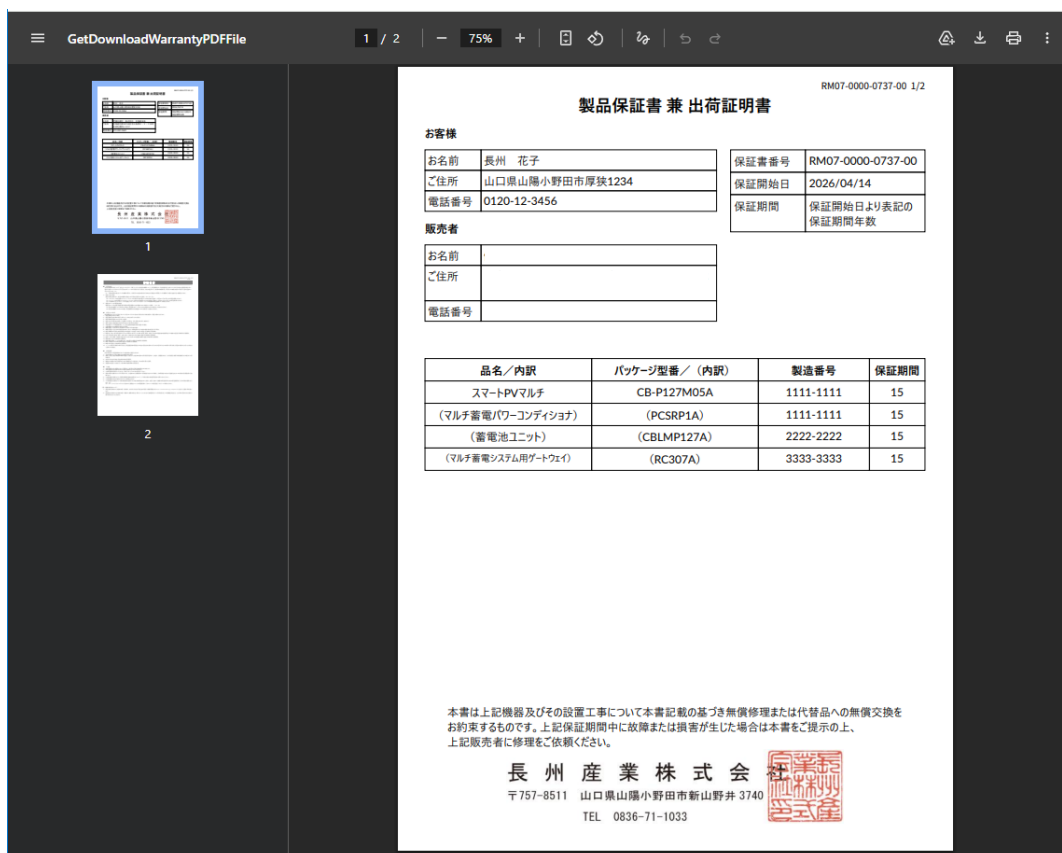 GetDownloadWarrantyPDFFile
1 / 2
75%
1
2
RM07-0000-0737-00 1/2
製品保証書 兼 出荷証明書
お客様
お名前 長州 花子
ご住所 山口県山陽小野田市厚狭1234
電話番号 0120-12-3456
保証書番号 RM07-0000-0737-00
保証開始日 2026/04/14
保証期間 保証開始日より表記の
保証期間年数
販売者
お名前
ご住所
電話番号
品名／内訳 パッケージ型番／（内訳） 製造番号 保証期間
スマートPVマルチ CB-P127M05A 1111-1111 15
（マルチ蓄電パワーコンディショナ） （PCSRP1A） 1111-1111 15
（蓄電池ユニット） （CBLMP127A） 2222-2222 15
（マルチ蓄電システム用ゲートウェイ） （RC307A） 3333-3333 15
本書は上記機器及びその設置工事について本書記載の基づき無償修理または代替品への無償交換を
お約束するものです。上記保証期間中に故障または損害が生じた場合は本書をご提示の上、
上記販売者に修理をご依頼ください。
長州産業株式会社
〒757-8511 山口県山陽小野田市新山野井 3740
TEL 0836-71-1033